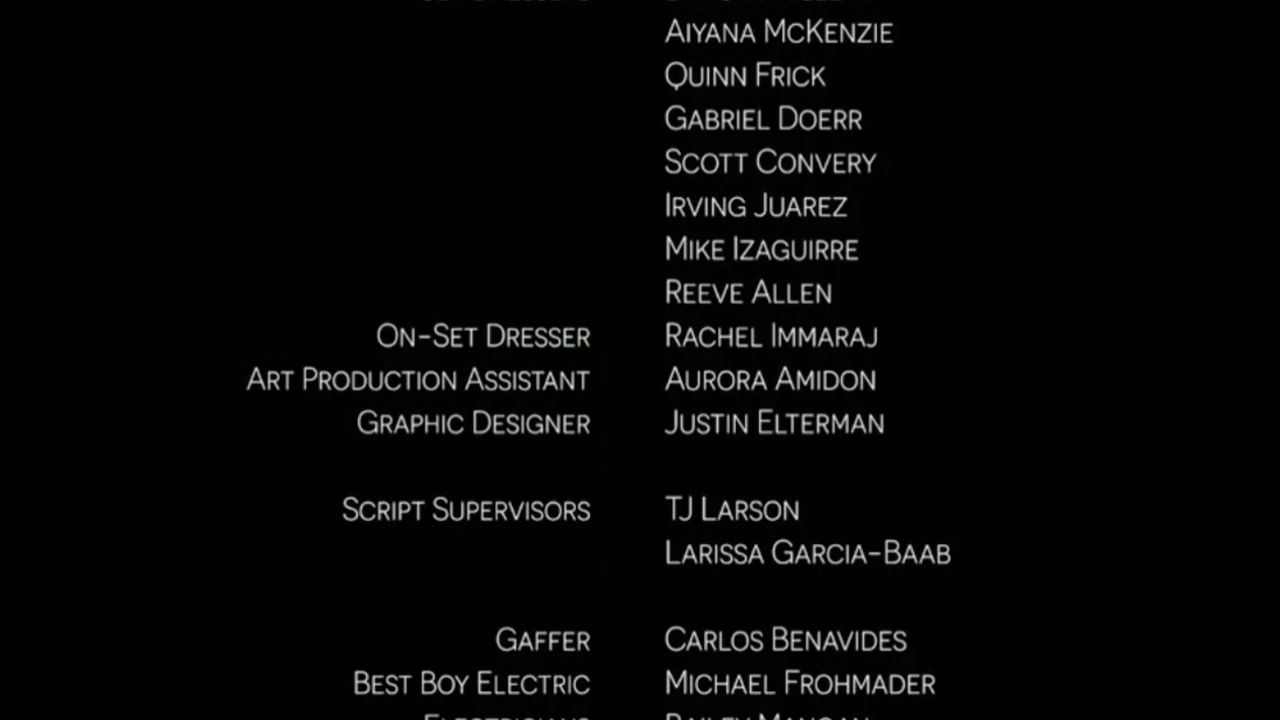 Aiyana McKenzie
Quinn Frick
Gabriel Doerr
Scott Convery
Irving Juarez
Mike Izaguirre
Reeve Allen
On-Set Dresser Rachel Immaraj
Art Production Assistant Aurora Amidon
Graphic Designer Justin Elterman
Script Supervisors TJ Larson
Larissa Garcia-Baab
Gaffer Carlos Benavides
Best Boy Electric Michael Frohmader